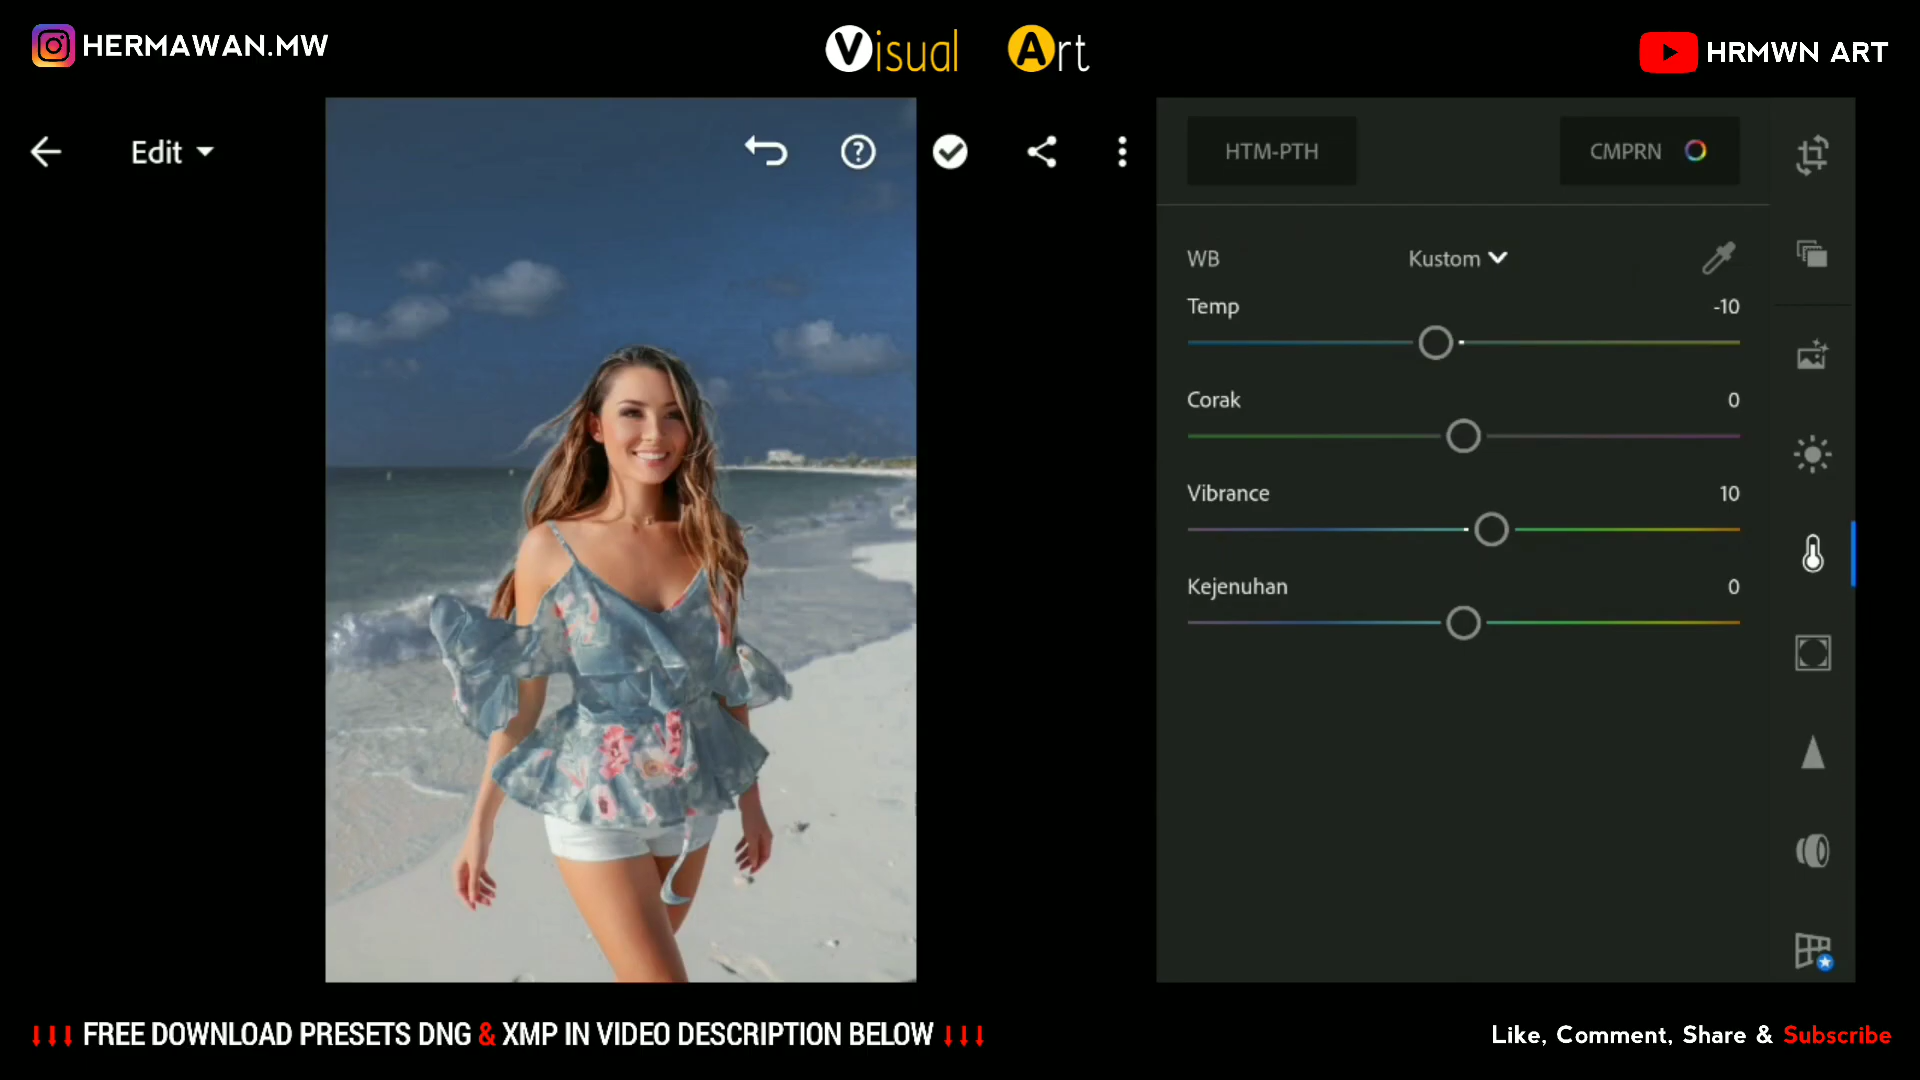 HERMAWAN.MW
Visual Art
HRMWN ART
Edit
HTM-PTH
CMPRN
WB
Kustom
Temp
-10
Corak
0
Vibrance
10
Kejenuhan
0
FREE DOWNLOAD PRESETS DNG & XMP IN VIDEO DESCRIPTION BELOW
Like, Comment, Share & Subscribe